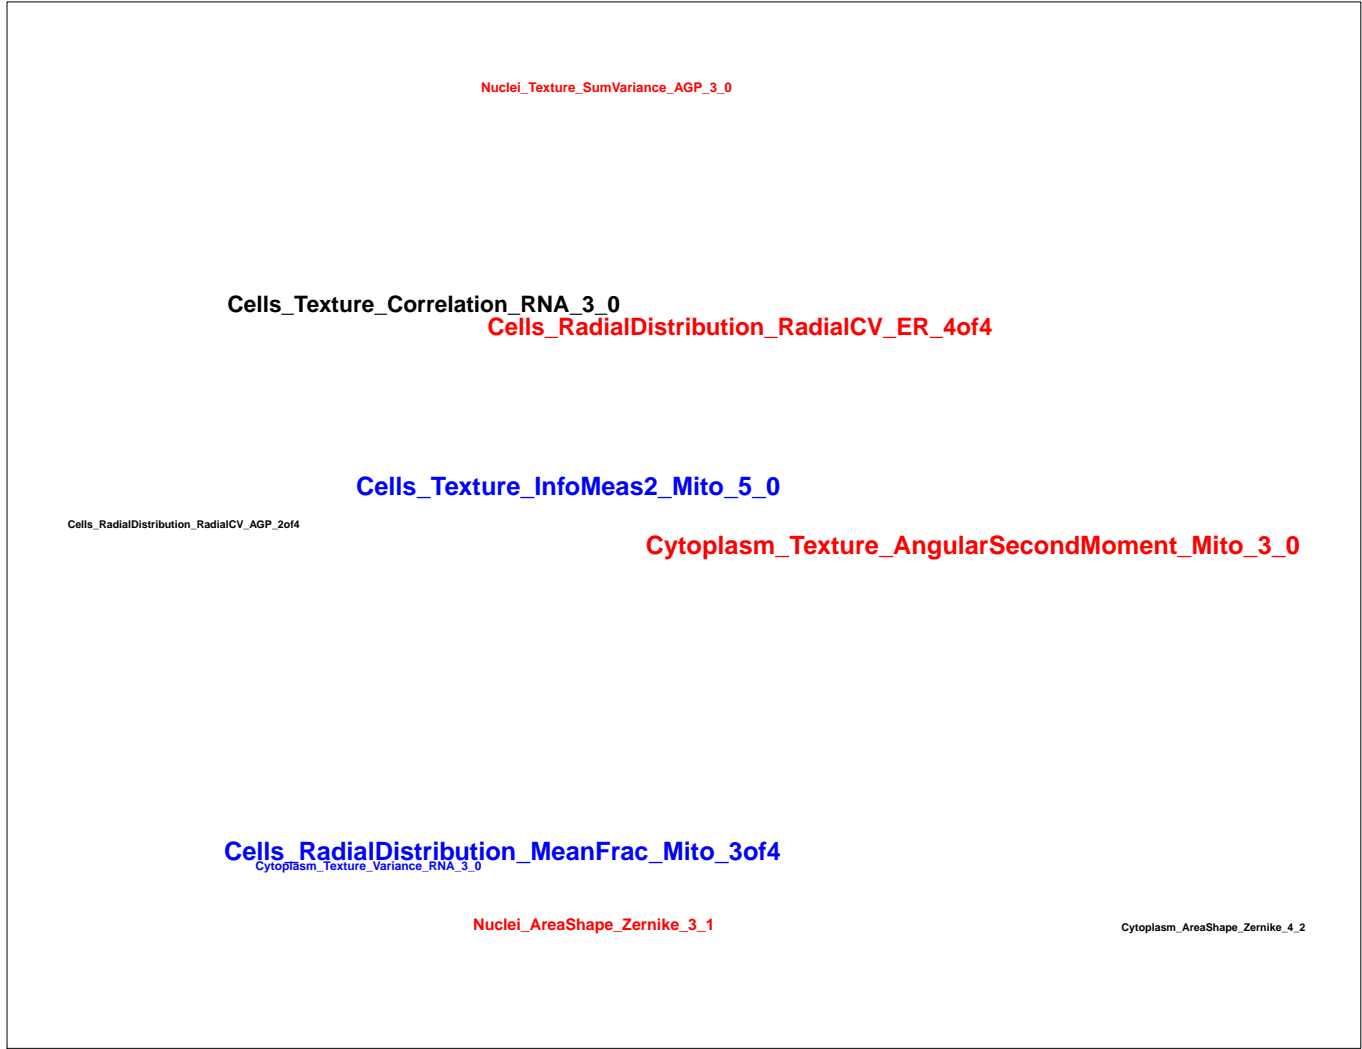 Nuclei_Texture_SumVariance_AGP_3_0
Cells_Texture_Correlation_RNA_3_0
Cells_RadialDistribution_RadialCV_ER_4of4
Cells_Texture_InfoMeas2_Mito_5_0
Cells_RadialDistribution_RadialCV_AGP_2of4
Cytoplasm_Texture_AngularSecondMoment_Mito_3_0
Cells_RadialDistribution_MeanFrac_Mito_3of4
Cytoplasm_Texture_Variance_RNA_3_0
Nuclei_AreaShape_Zernike_3_1
Cytoplasm_AreaShape_Zernike_4_2